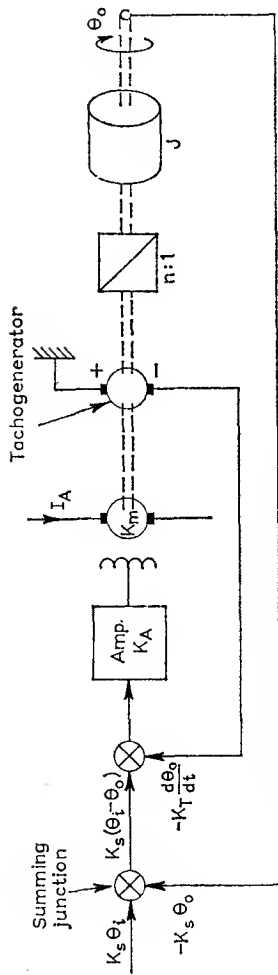 Summing
junction
Ksθi
-Ksθo
Ks(θi-θo)
-KT dθo/dt
Amp.
KA
IA
Km
Tachogenerator
+
-
n:1
J
θo